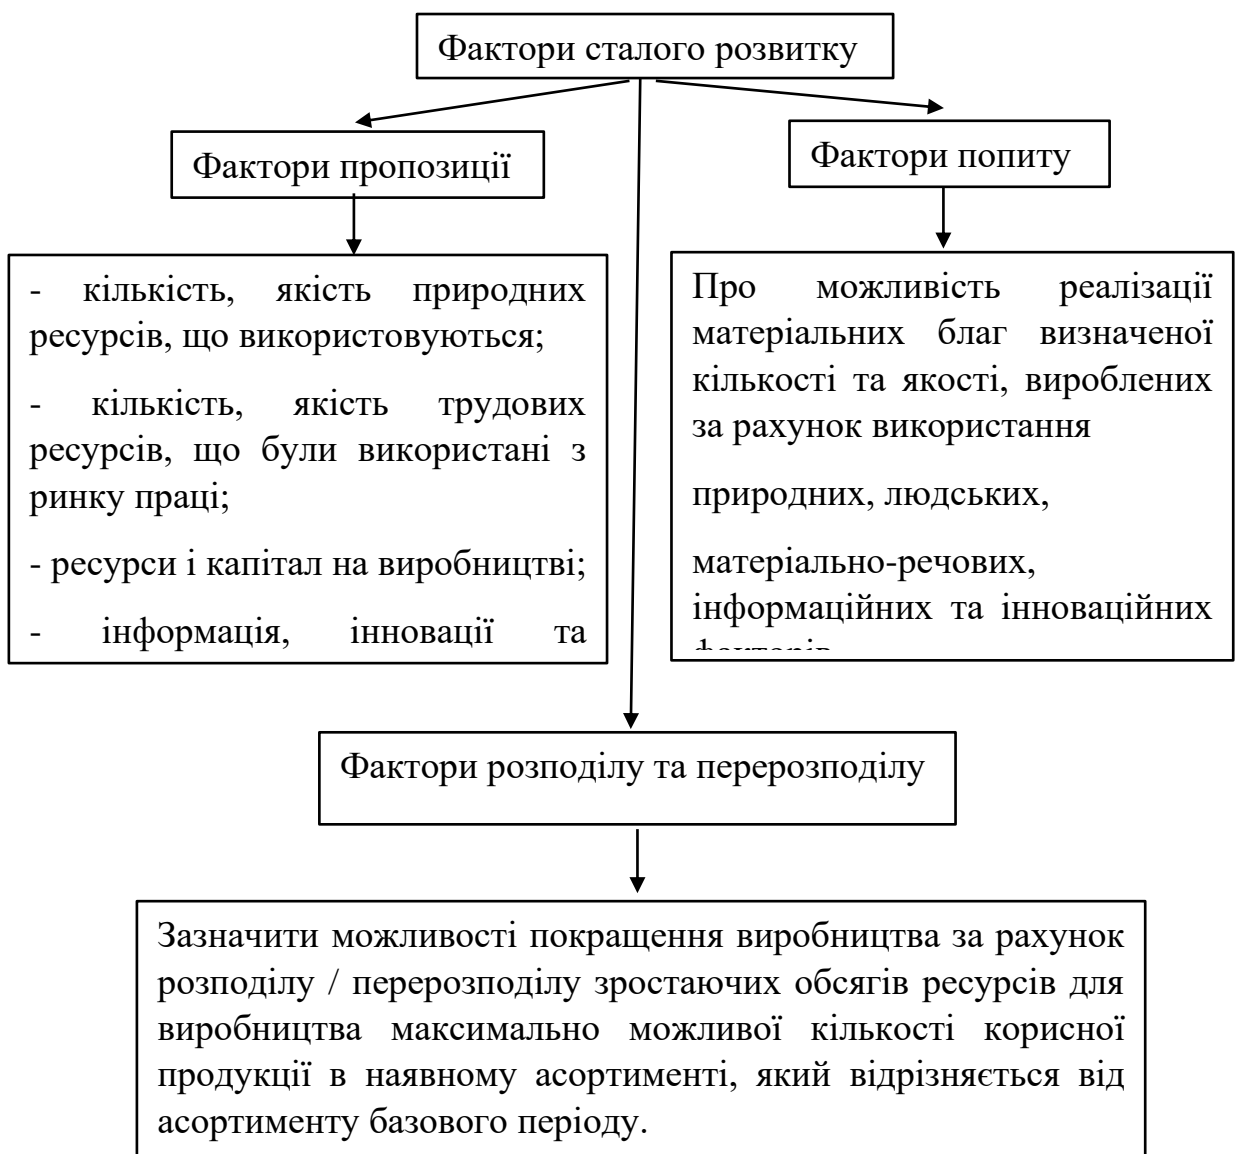 Фактори сталого розвитку
Фактори пропозиції
Фактори попиту
- кількість, якість природних
ресурсів, що використовуються;
- кількість, якість трудових
ресурсів, що були використані з
ринку праці;
- ресурси і капітал на виробництві;
- інформація, інновації та
Про можливість реалізації
матеріальних благ визначеної
кількості та якості, вироблених
за рахунок використання
природних, людських,
матеріально-речових,
інформаційних та інноваційних
Фактори розподілу та перерозподілу
Зазначити можливості покращення виробництва за рахунок
розподілу / перерозподілу зростаючих обсягів ресурсів для
виробництва максимально можливої кількості корисної
продукції в наявному асортименті, який відрізняється від
асортименту базового періоду.